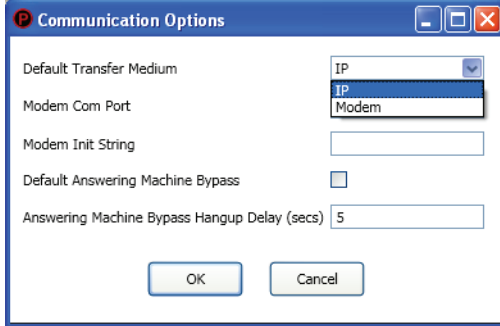 P Communication Options
Default Transfer Medium IP
IP
Modem Com Port Modem
Modem Init String
Default Answering Machine Bypass
Answering Machine Bypass Hangup Delay (secs) 5
OK Cancel